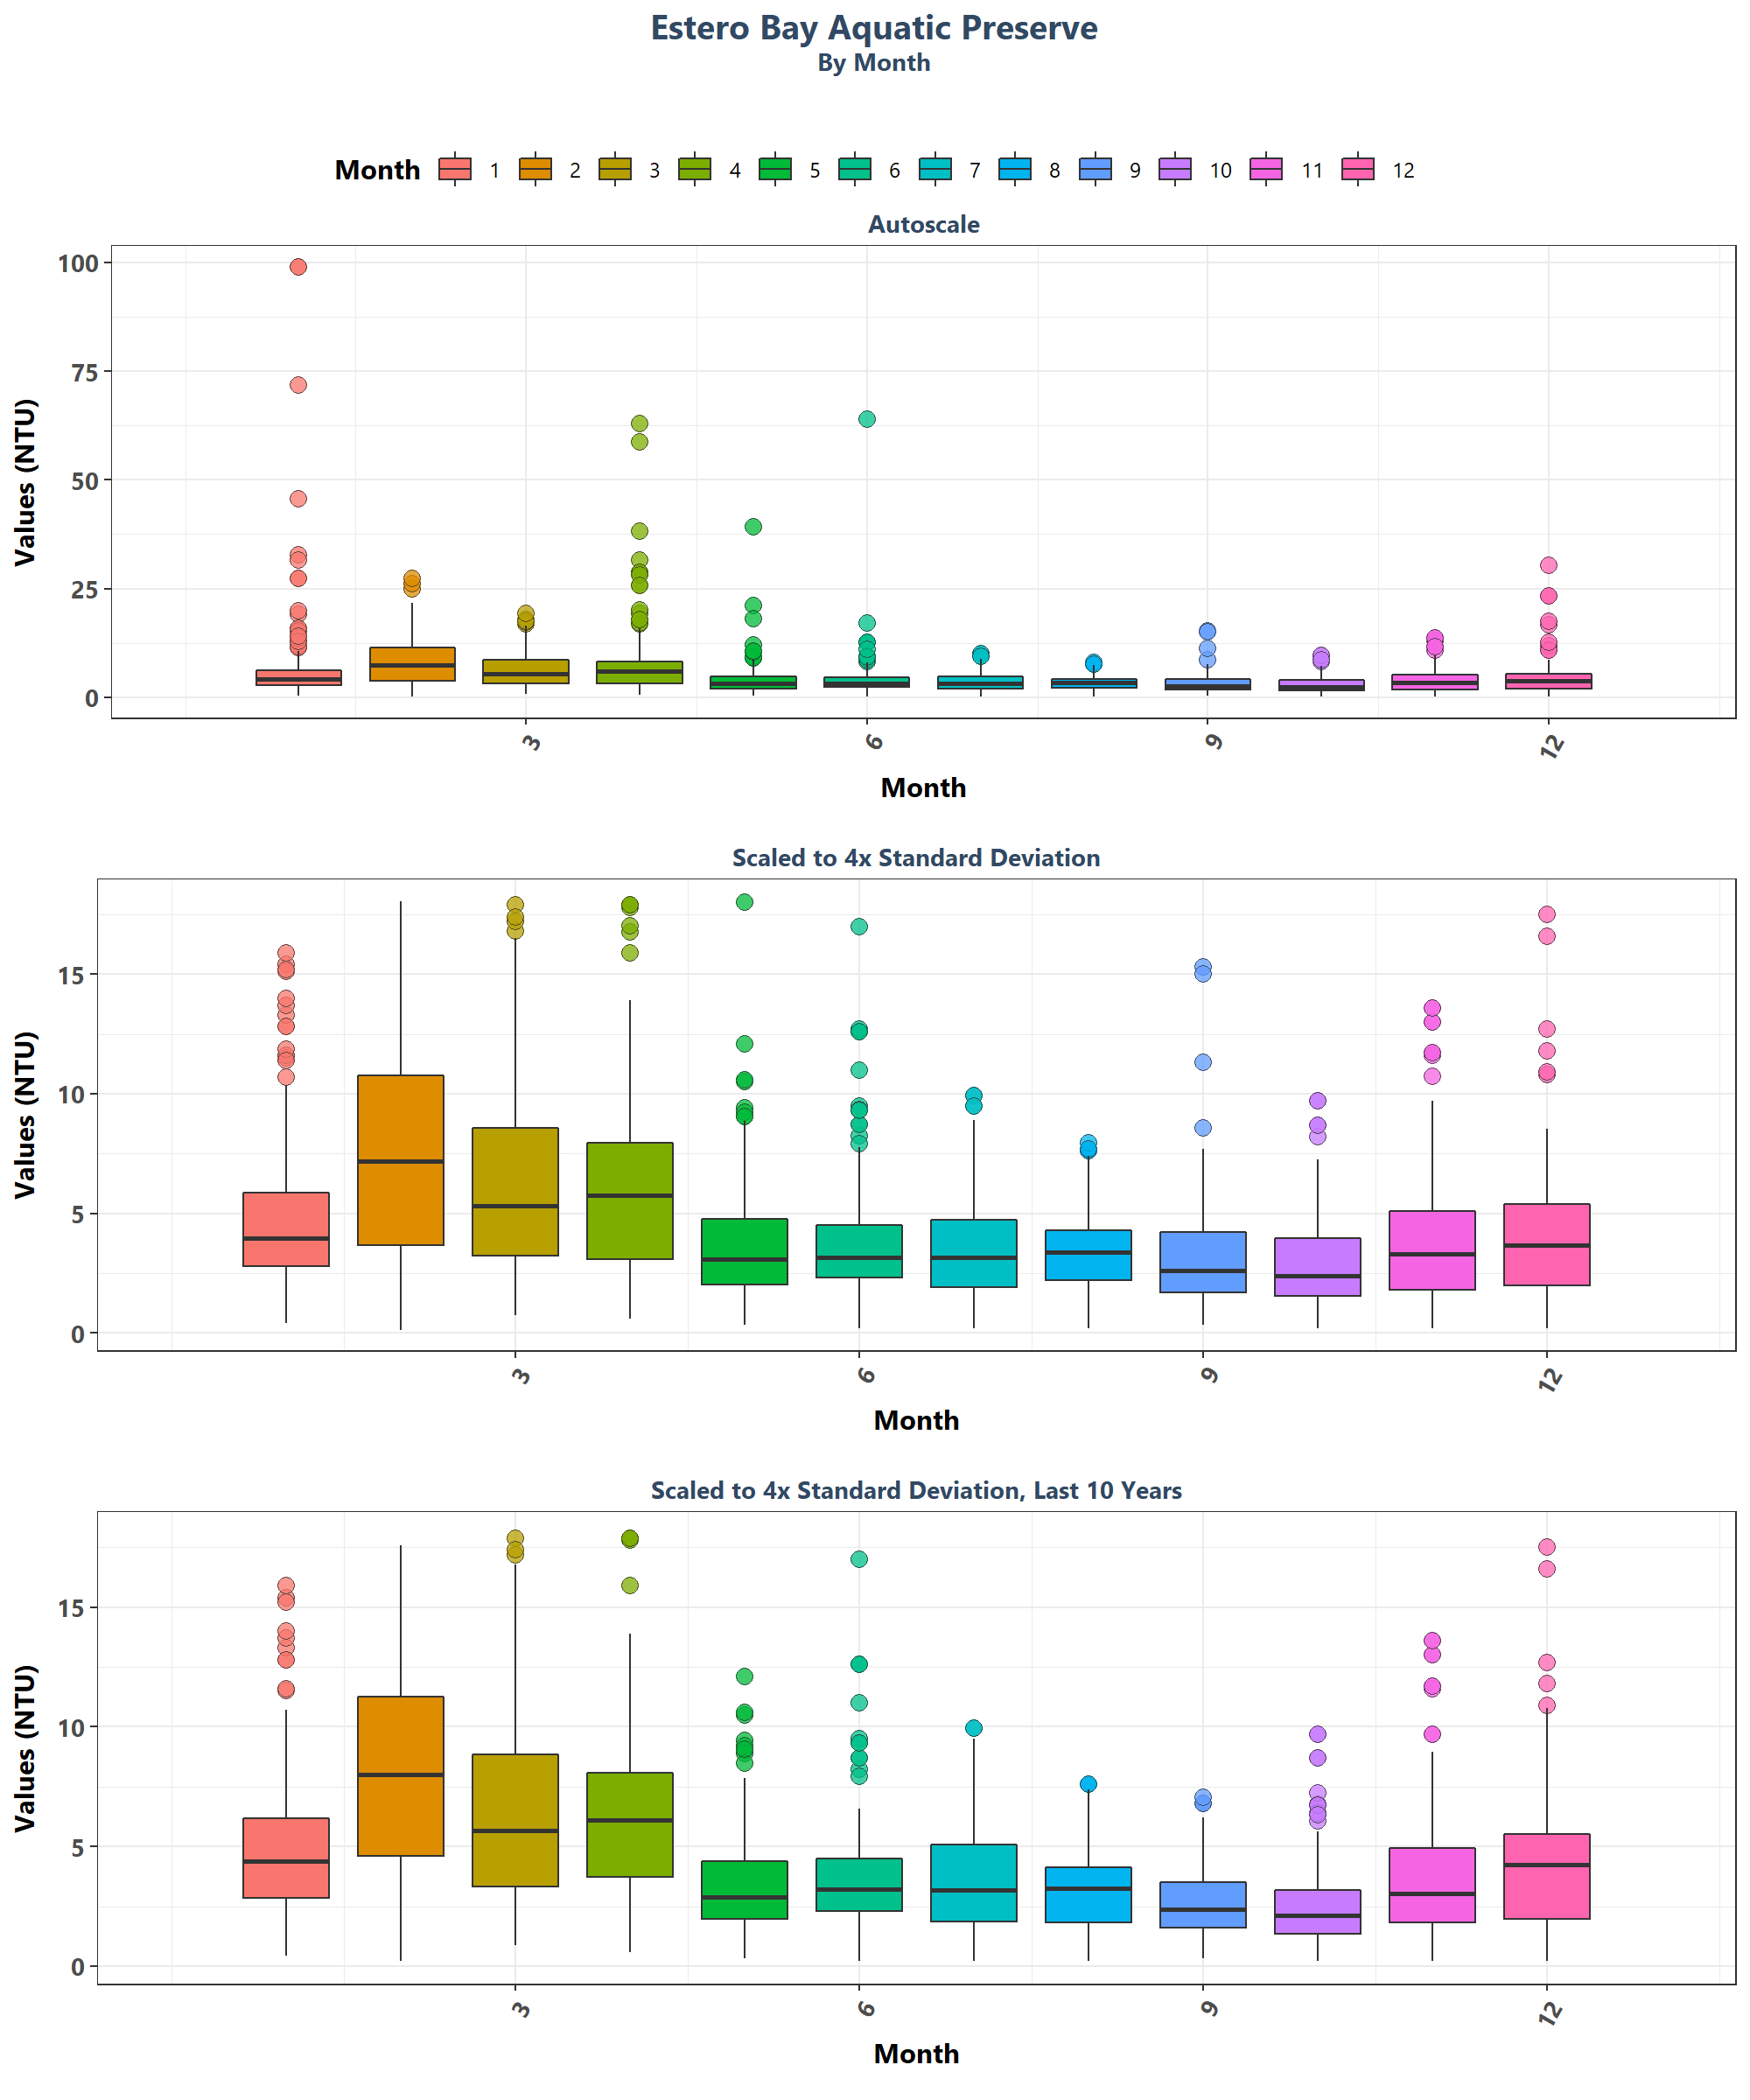 Estero Bay Aquatic Preserve
By Month
Month 1 2 3 4 5 6 7 8 9 10 11 12
Autoscale
Values (NTU)
100
75
50
25
0
3 6 9 12
Month
Scaled to 4x Standard Deviation
Values (NTU)
15
10
5
0
3 6 9 12
Month
Scaled to 4x Standard Deviation, Last 10 Years
Values (NTU)
15
10
5
0
3 6 9 12
Month